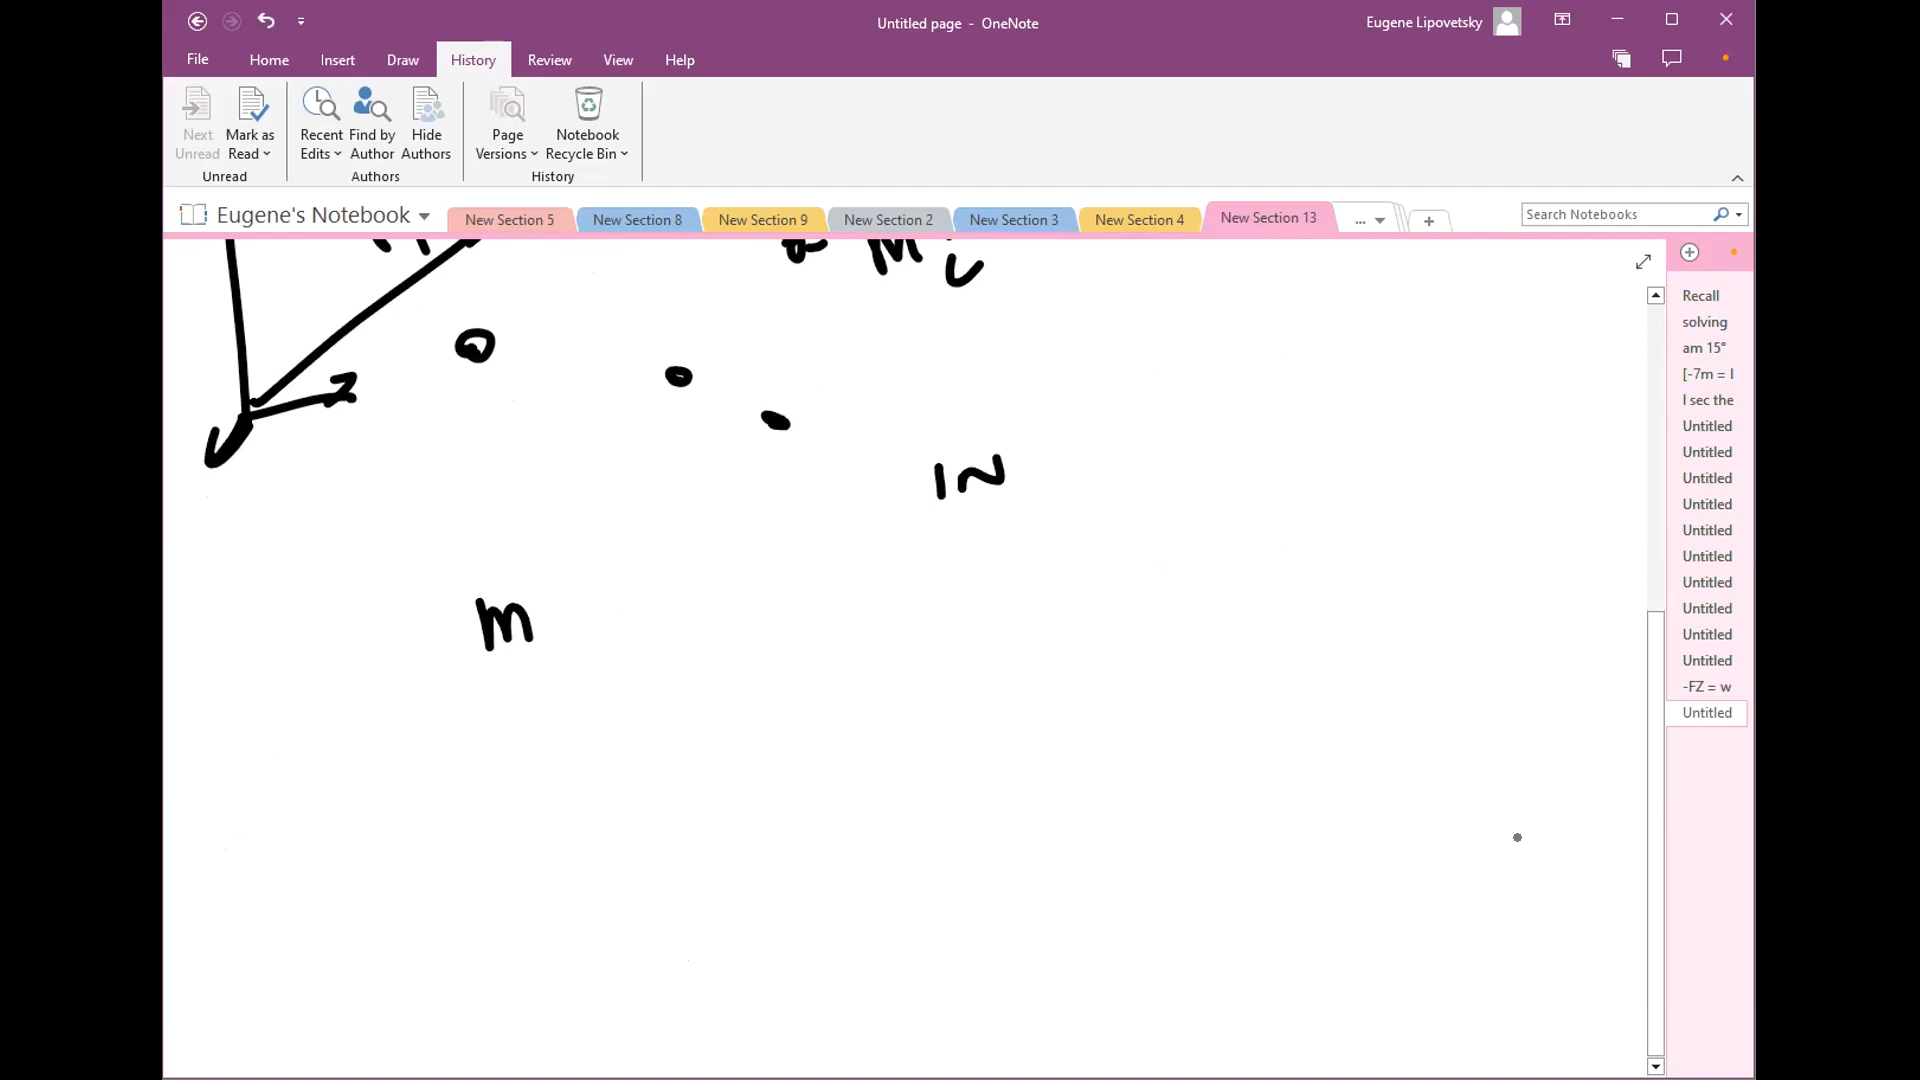 Untitled page - OneNote
Eugene Lipovetsky
File Home Insert Draw History Review View Help
Next Unread
Mark as Read
Recent Edits
Find by Author
Hide Authors
Page Versions
Notebook Recycle Bin
Unread Authors History
Eugene's Notebook
New Section 5 New Section 8 New Section 9 New Section 2 New Section 3 New Section 4 New Section 13 ... +
Search Notebooks
IN
m
Recall
solving
am 15°
[-7m = I
I sec the
Untitled
Untitled
Untitled
Untitled
Untitled
Untitled
Untitled
Untitled
Untitled
Untitled
-FZ = w
Untitled